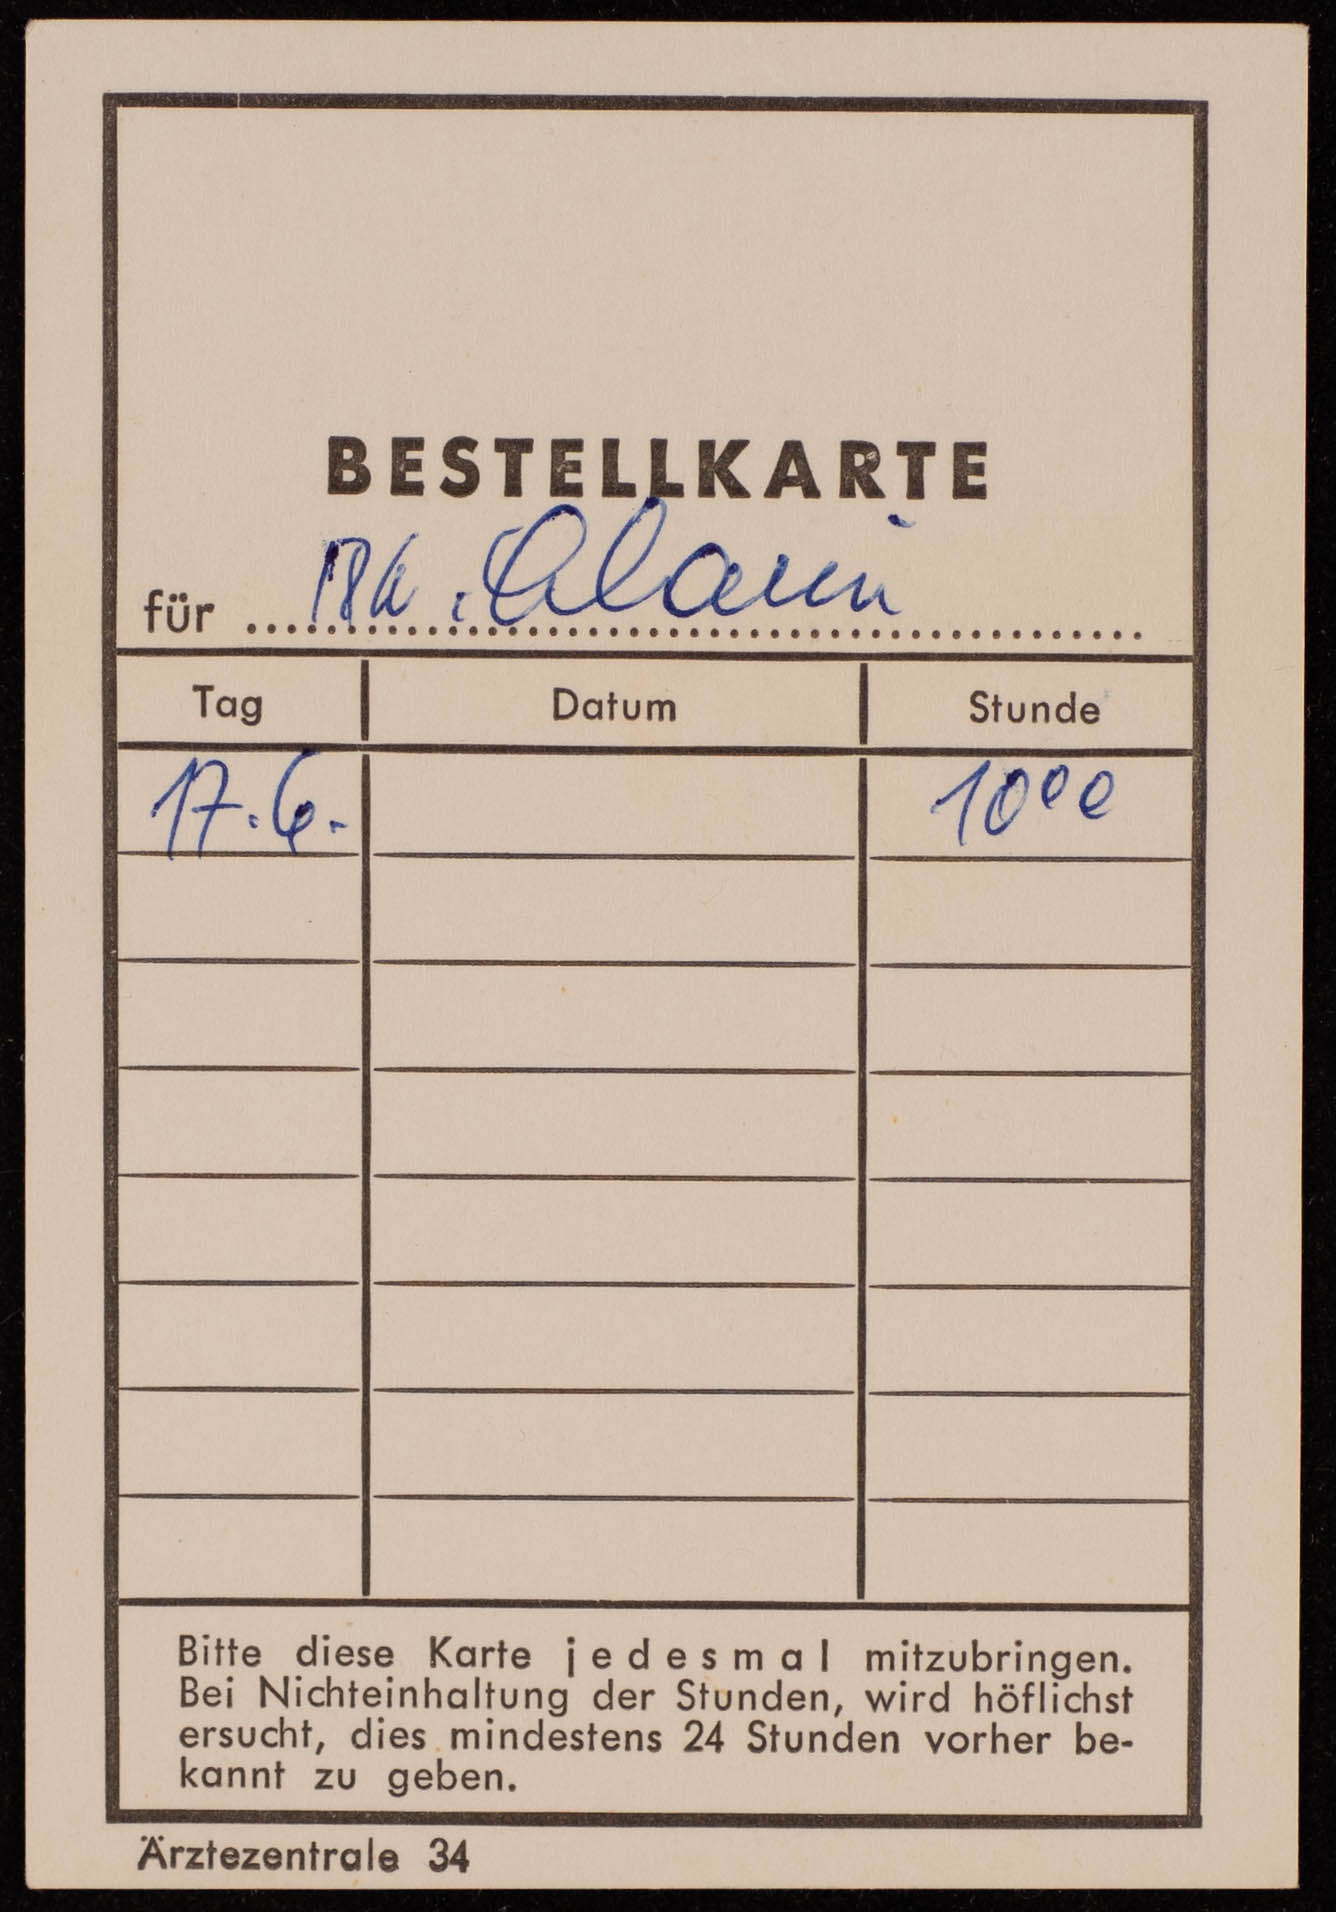 BESTELLKARTE
für
Tag Datum Stunde
17.6. 10⁰⁰
Bitte diese Karte jedesmal mitzubringen.
Bei Nichteinhaltung der Stunden, wird höflichst
ersucht, dies mindestens 24 Stunden vorher be-
kannt zu geben.
Ärztezentrale 34